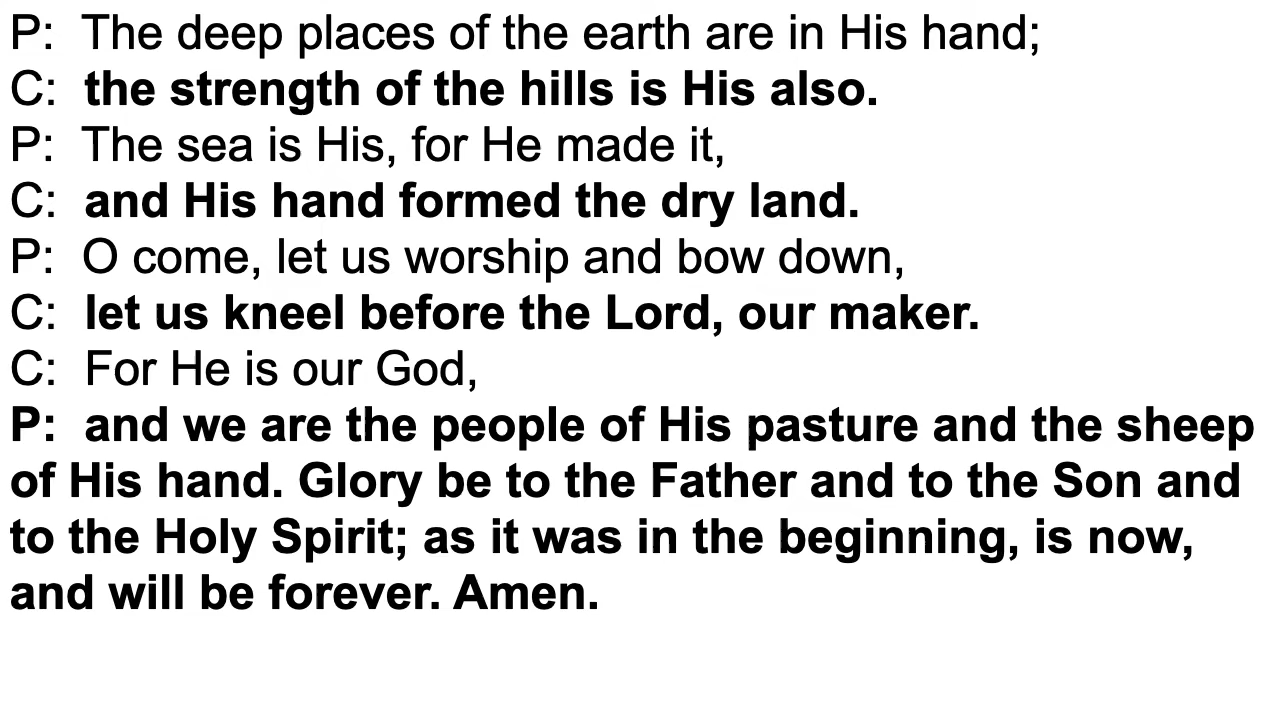 P:  The deep places of the earth are in His hand;
C:  the strength of the hills is His also.
P:  The sea is His, for He made it,
C:  and His hand formed the dry land.
P:  O come, let us worship and bow down,
C:  let us kneel before the Lord, our maker.
C:  For He is our God,
P:  and we are the people of His pasture and the sheep
of His hand. Glory be to the Father and to the Son and
to the Holy Spirit; as it was in the beginning, is now,
and will be forever. Amen.